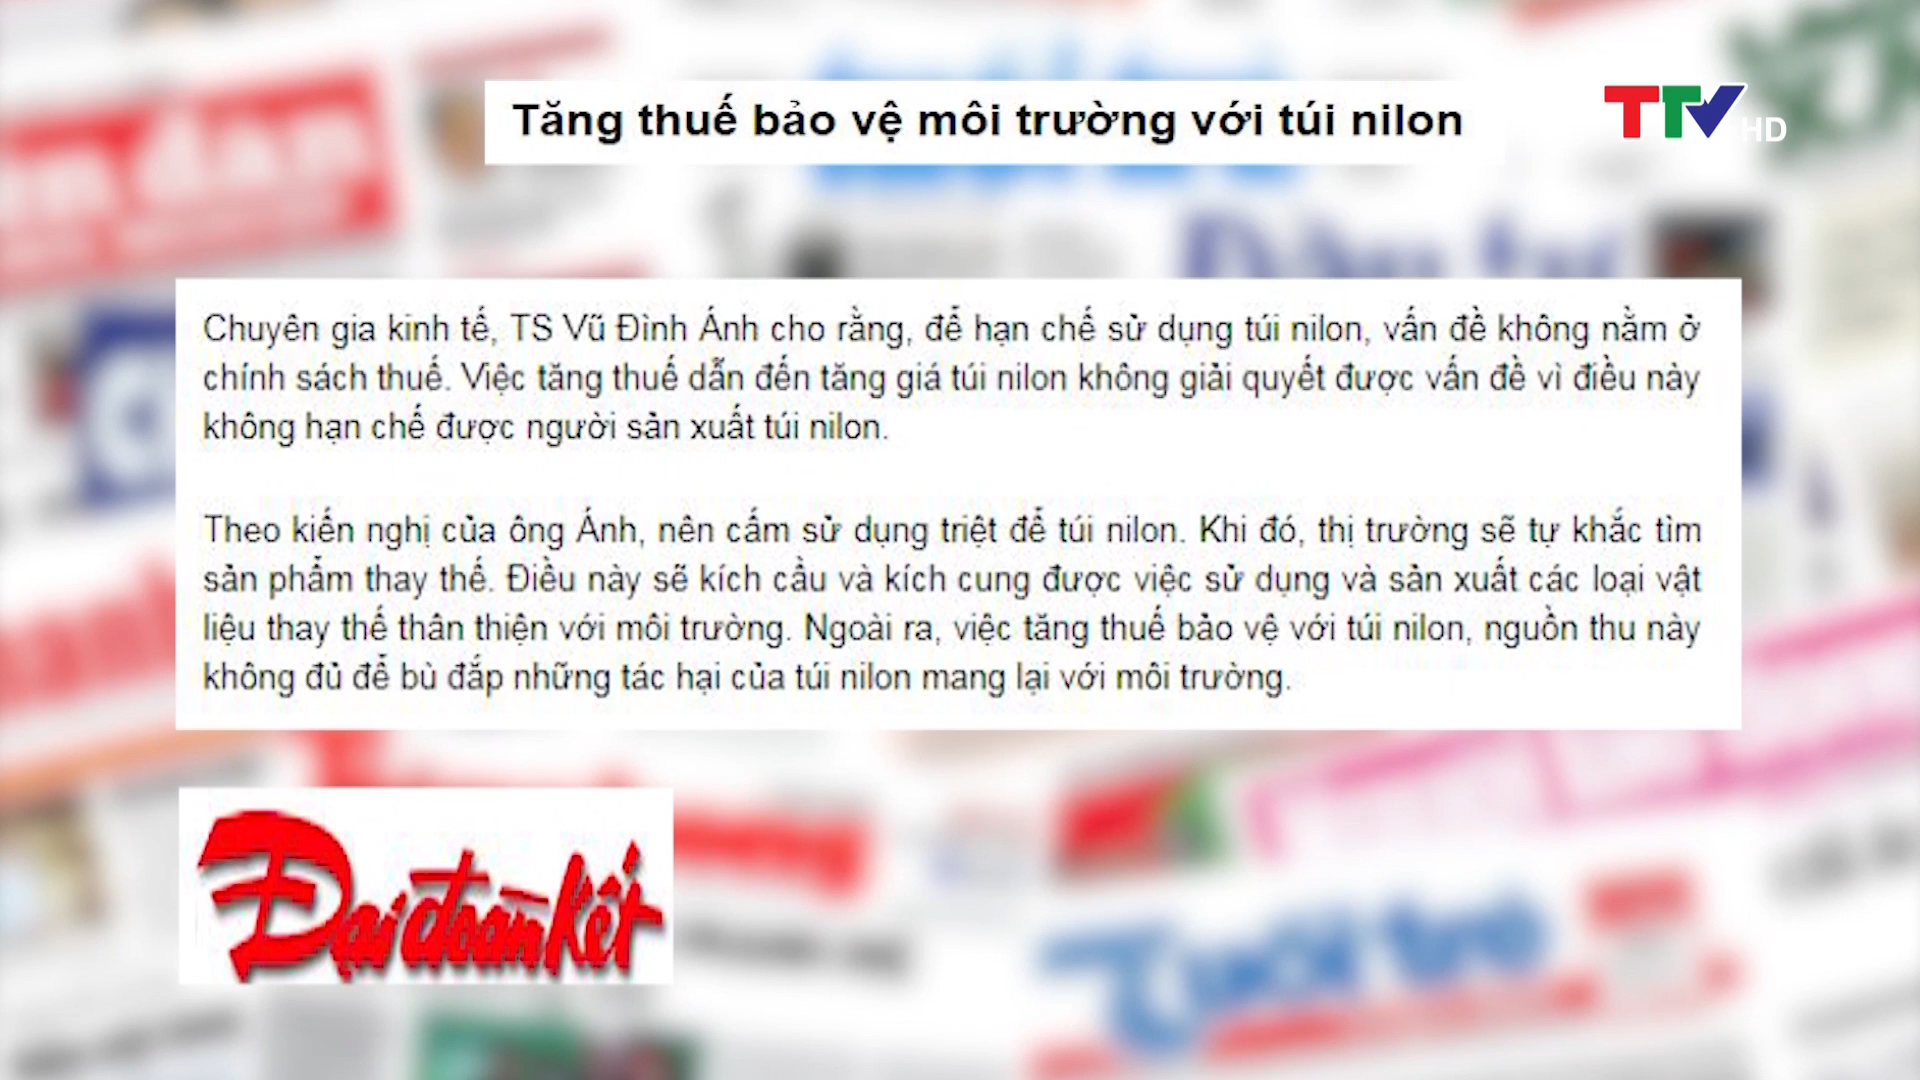 Tăng thuế bảo vệ môi trường với túi nilon
TTV HD
Chuyên gia kinh tế, TS Vũ Đình Ánh cho rằng, để hạn chế sử dụng túi nilon, vấn đề không nằm ở
chính sách thuế. Việc tăng thuế dẫn đến tăng giá túi nilon không giải quyết được vấn đề vì điều này
không hạn chế được người sản xuất túi nilon.
Theo kiến nghị của ông Ánh, nên cấm sử dụng triệt để túi nilon. Khi đó, thị trường sẽ tự khắc tìm
sản phẩm thay thế. Điều này sẽ kích cầu và kích cung được việc sử dụng và sản xuất các loại vật
liệu thay thế thân thiện với môi trường. Ngoài ra, việc tăng thuế bảo vệ với túi nilon, nguồn thu này
không đủ để bù đắp những tác hại của túi nilon mang lại với môi trường.
Đại đoàn kết
Tuổi trẻ